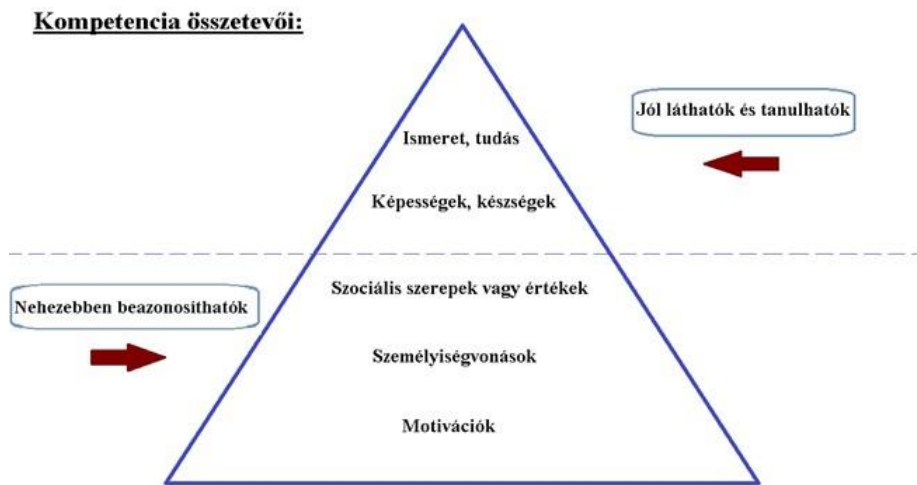 Kompetencia összetevői:
Jól láthatók és tanulhatók
Ismeret, tudás
Képességek, készségek
Szociális szerepek vagy értékek
Nehezebben beazonosíthatók
Személyiségvonások
Motivációk